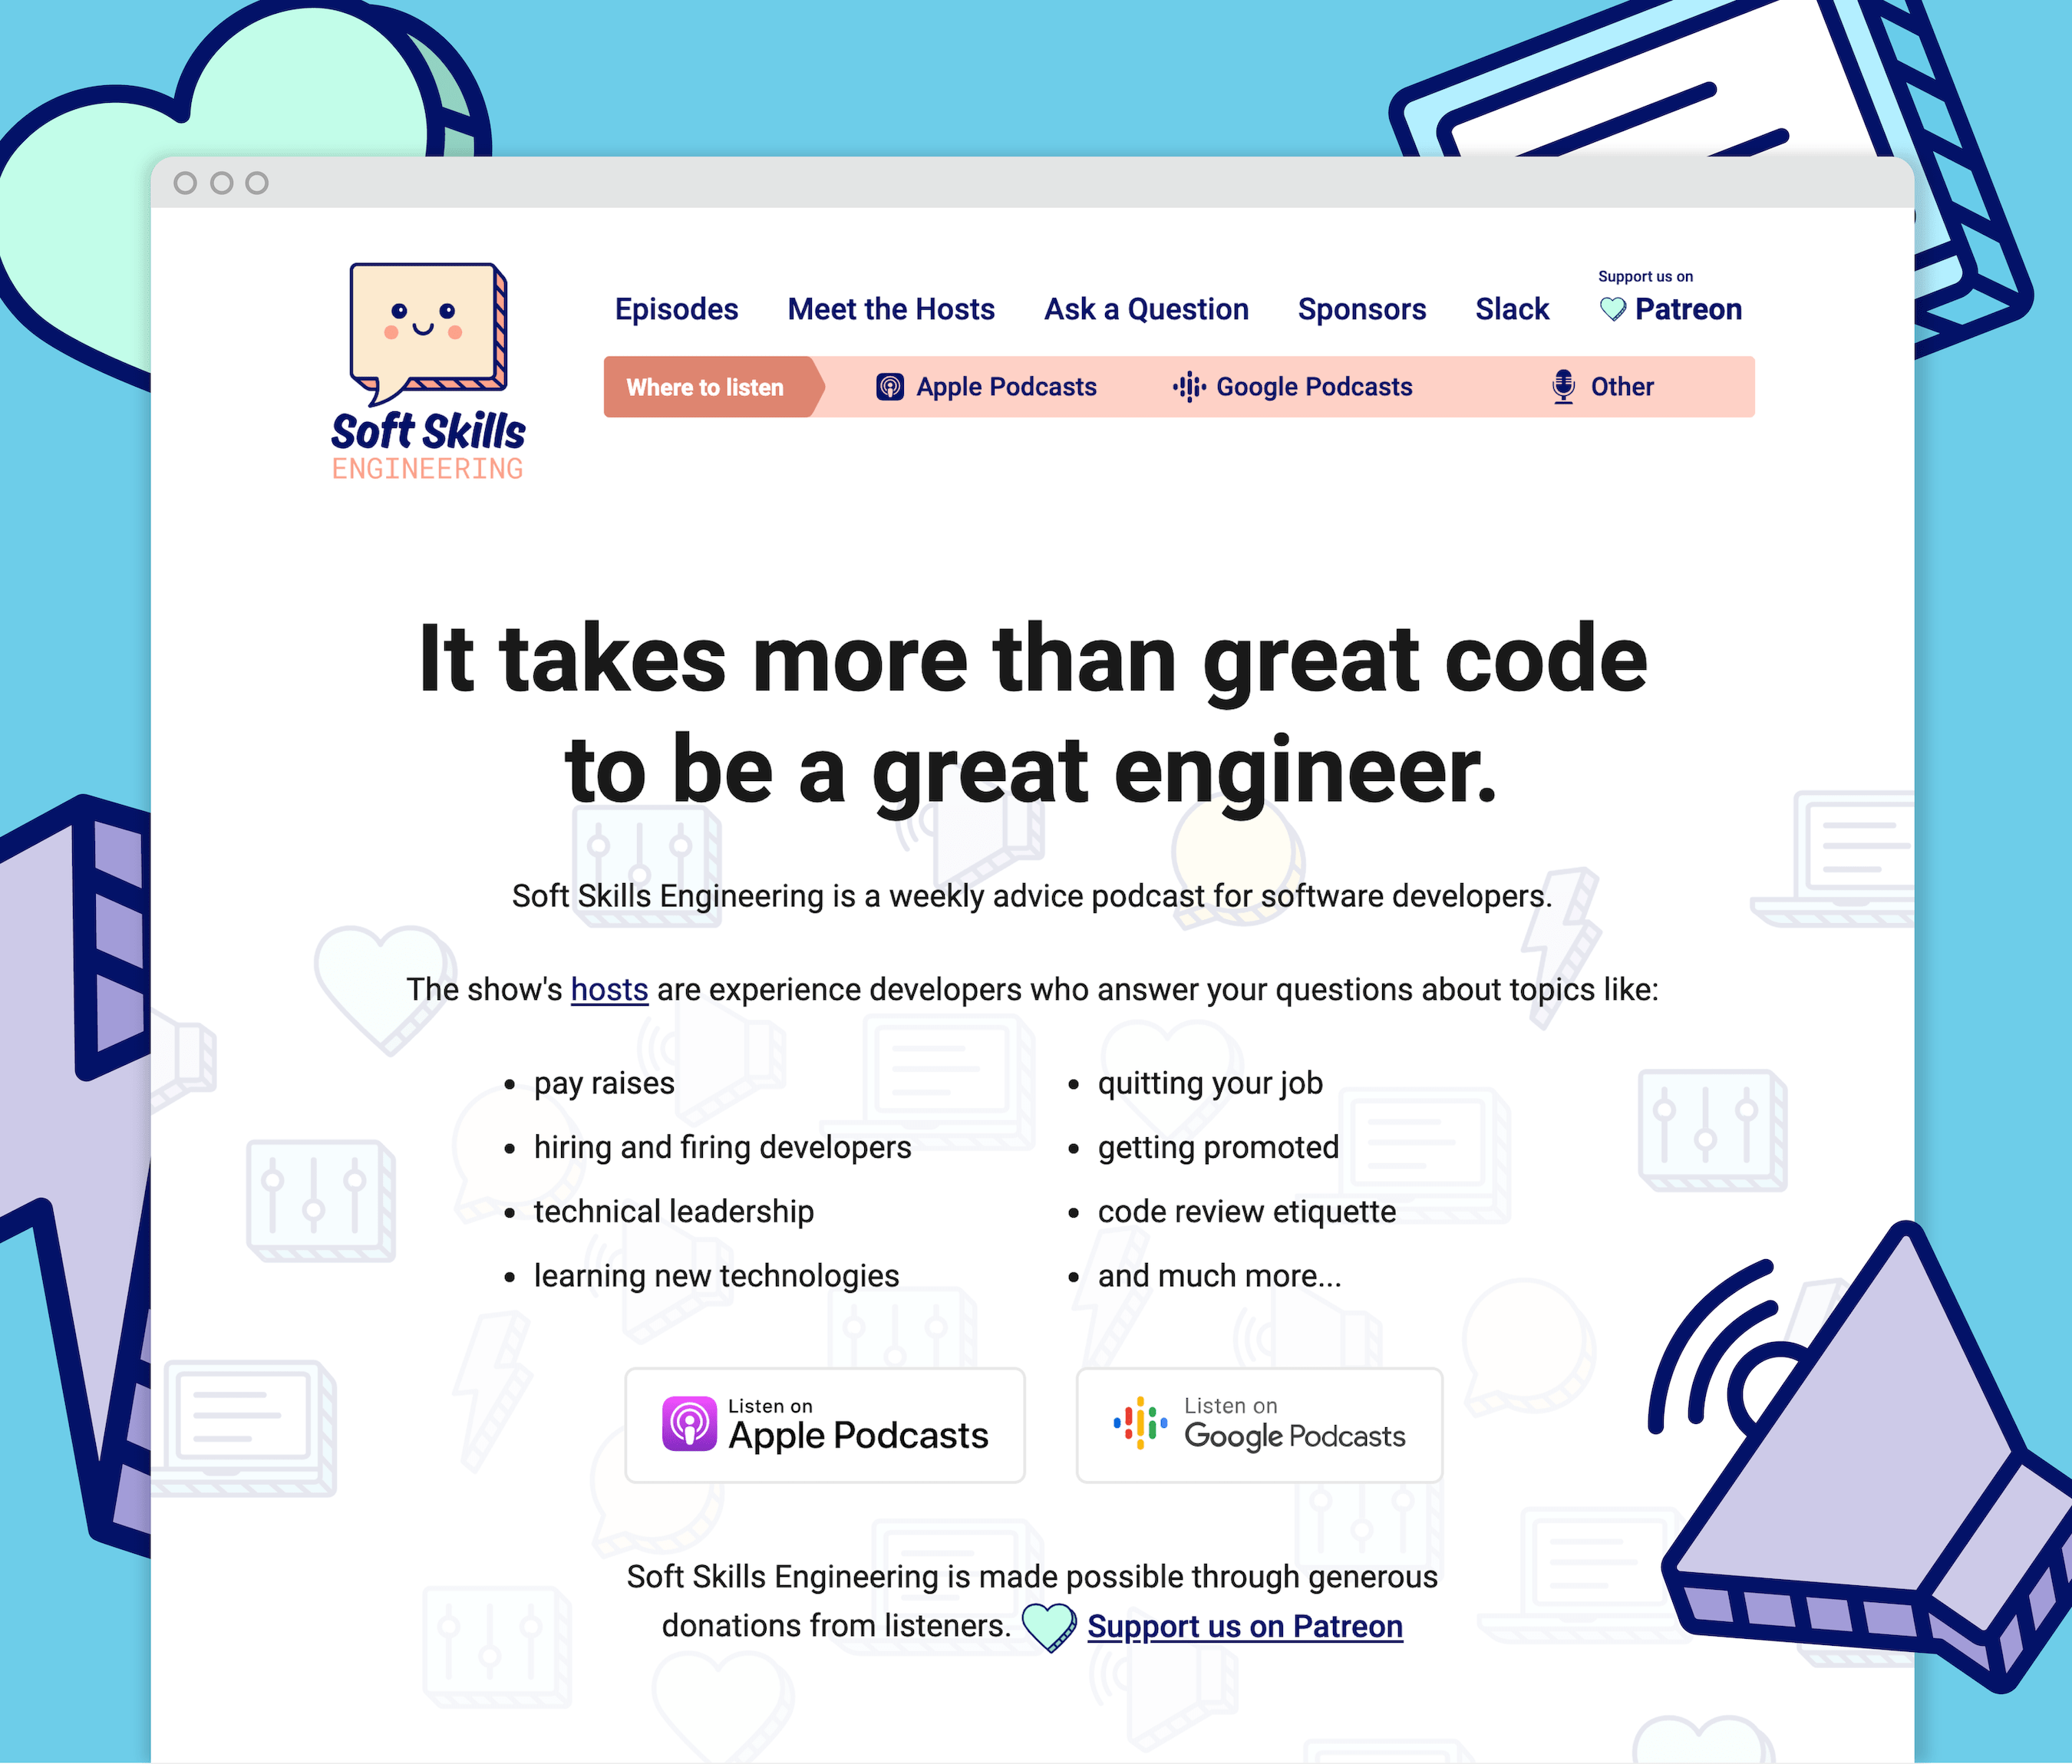 Soft Skills
ENGINEERING
Episodes
Meet the Hosts
Ask a Question
Sponsors
Slack
Support us on
Patreon
Where to listen
Apple Podcasts
Google Podcasts
Other
It takes more than great code
to be a great engineer.
Soft Skills Engineering is a weekly advice podcast for software developers.
The show's hosts are experience developers who answer your questions about topics like:
• pay raises
• hiring and firing developers
• technical leadership
• learning new technologies
• quitting your job
• getting promoted
• code review etiquette
• and much more...
Listen on
Apple Podcasts
Listen on
Google Podcasts
Soft Skills Engineering is made possible through generous
donations from listeners. Support us on Patreon